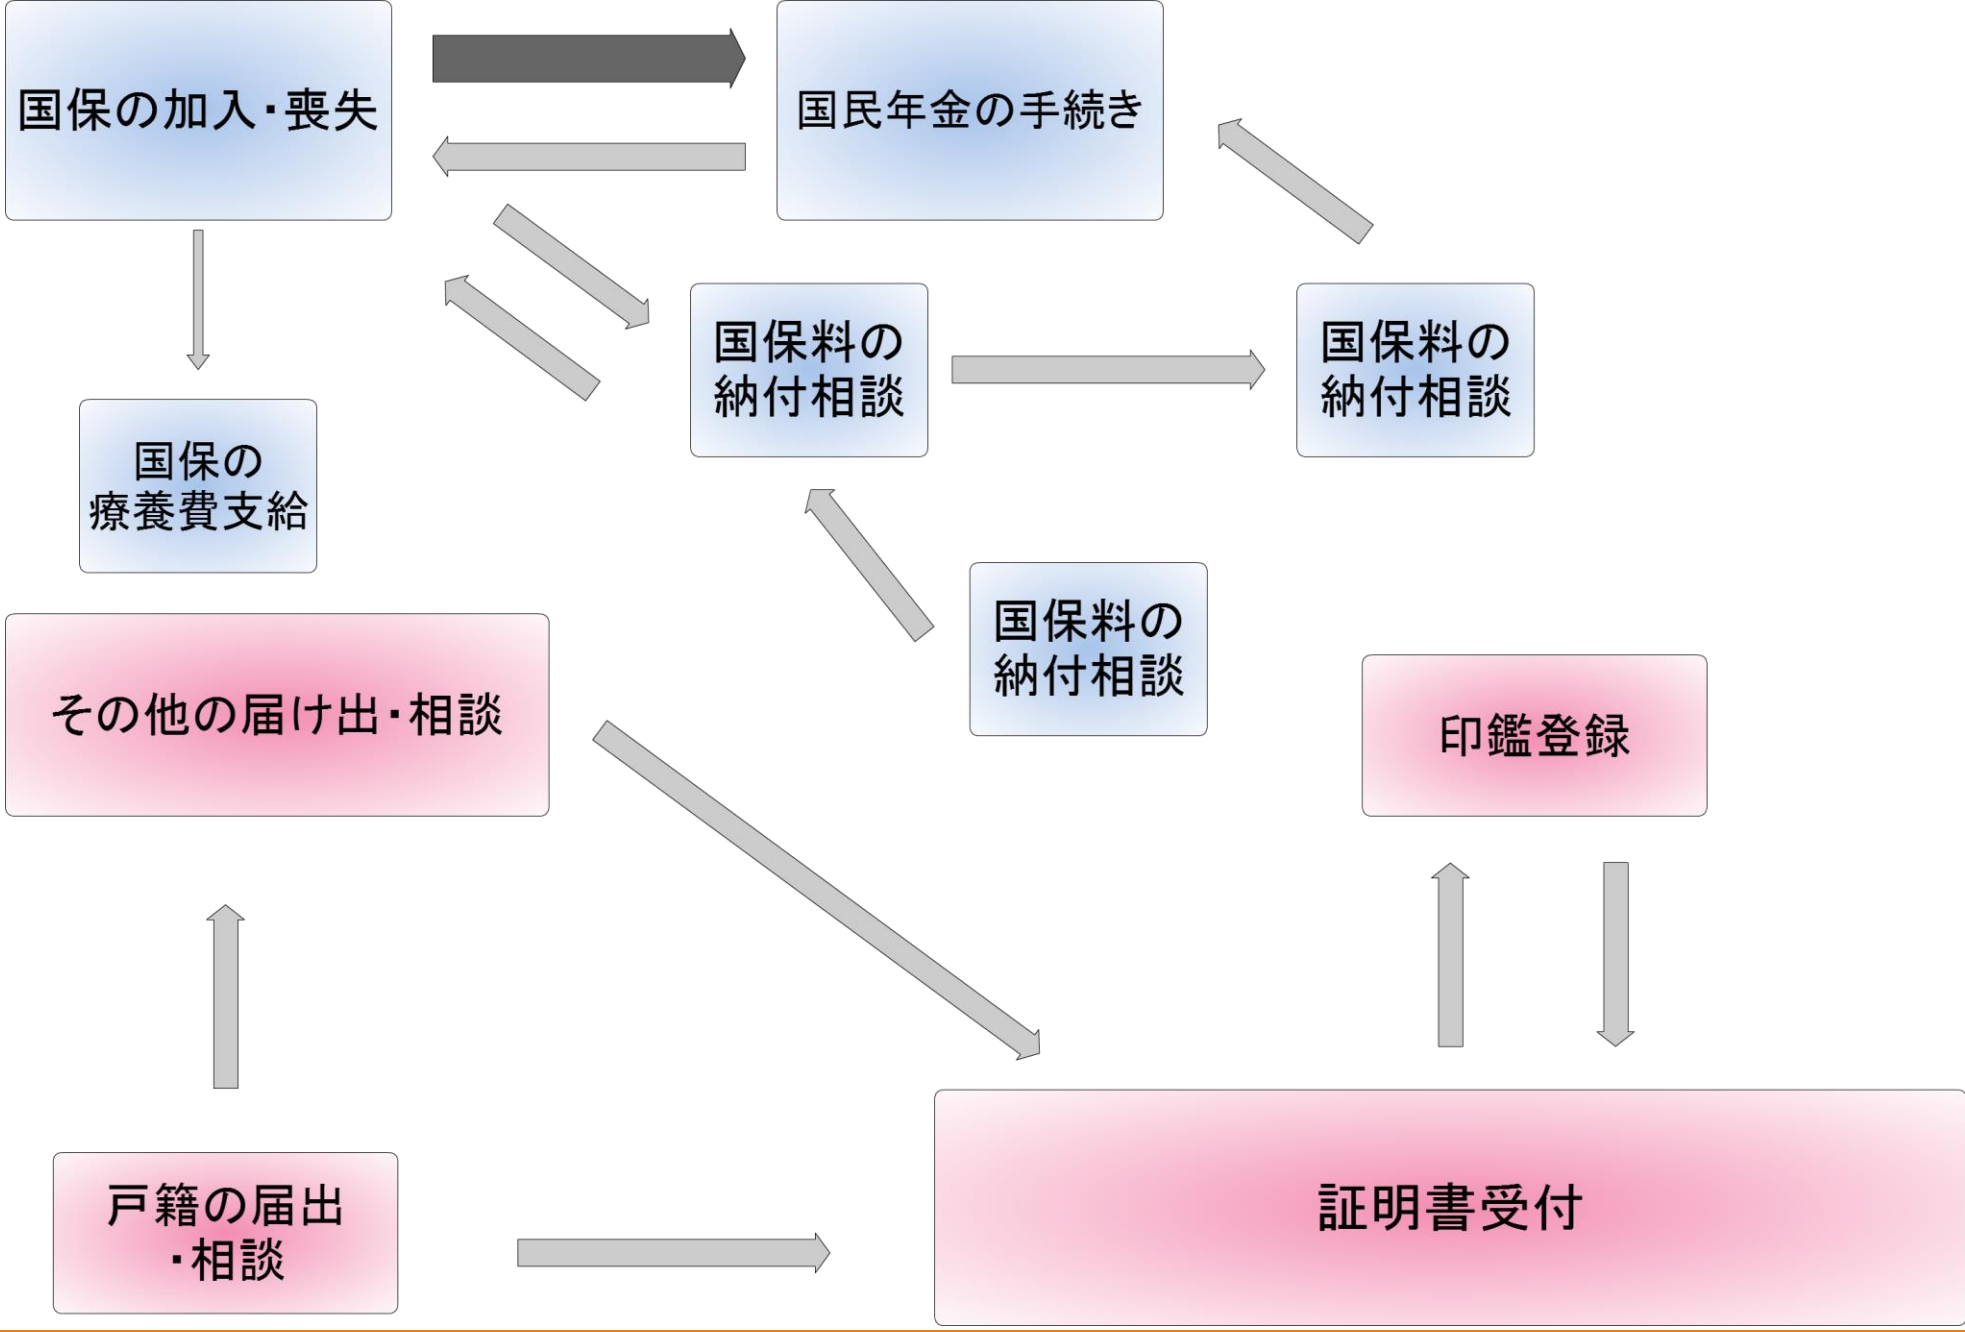 国保の加入・喪失
国民年金の手続き
国保料の
納付相談
国保料の
納付相談
国保の
療養費支給
国保料の
納付相談
その他の届け出・相談
印鑑登録
戸籍の届出
・相談
証明書受付